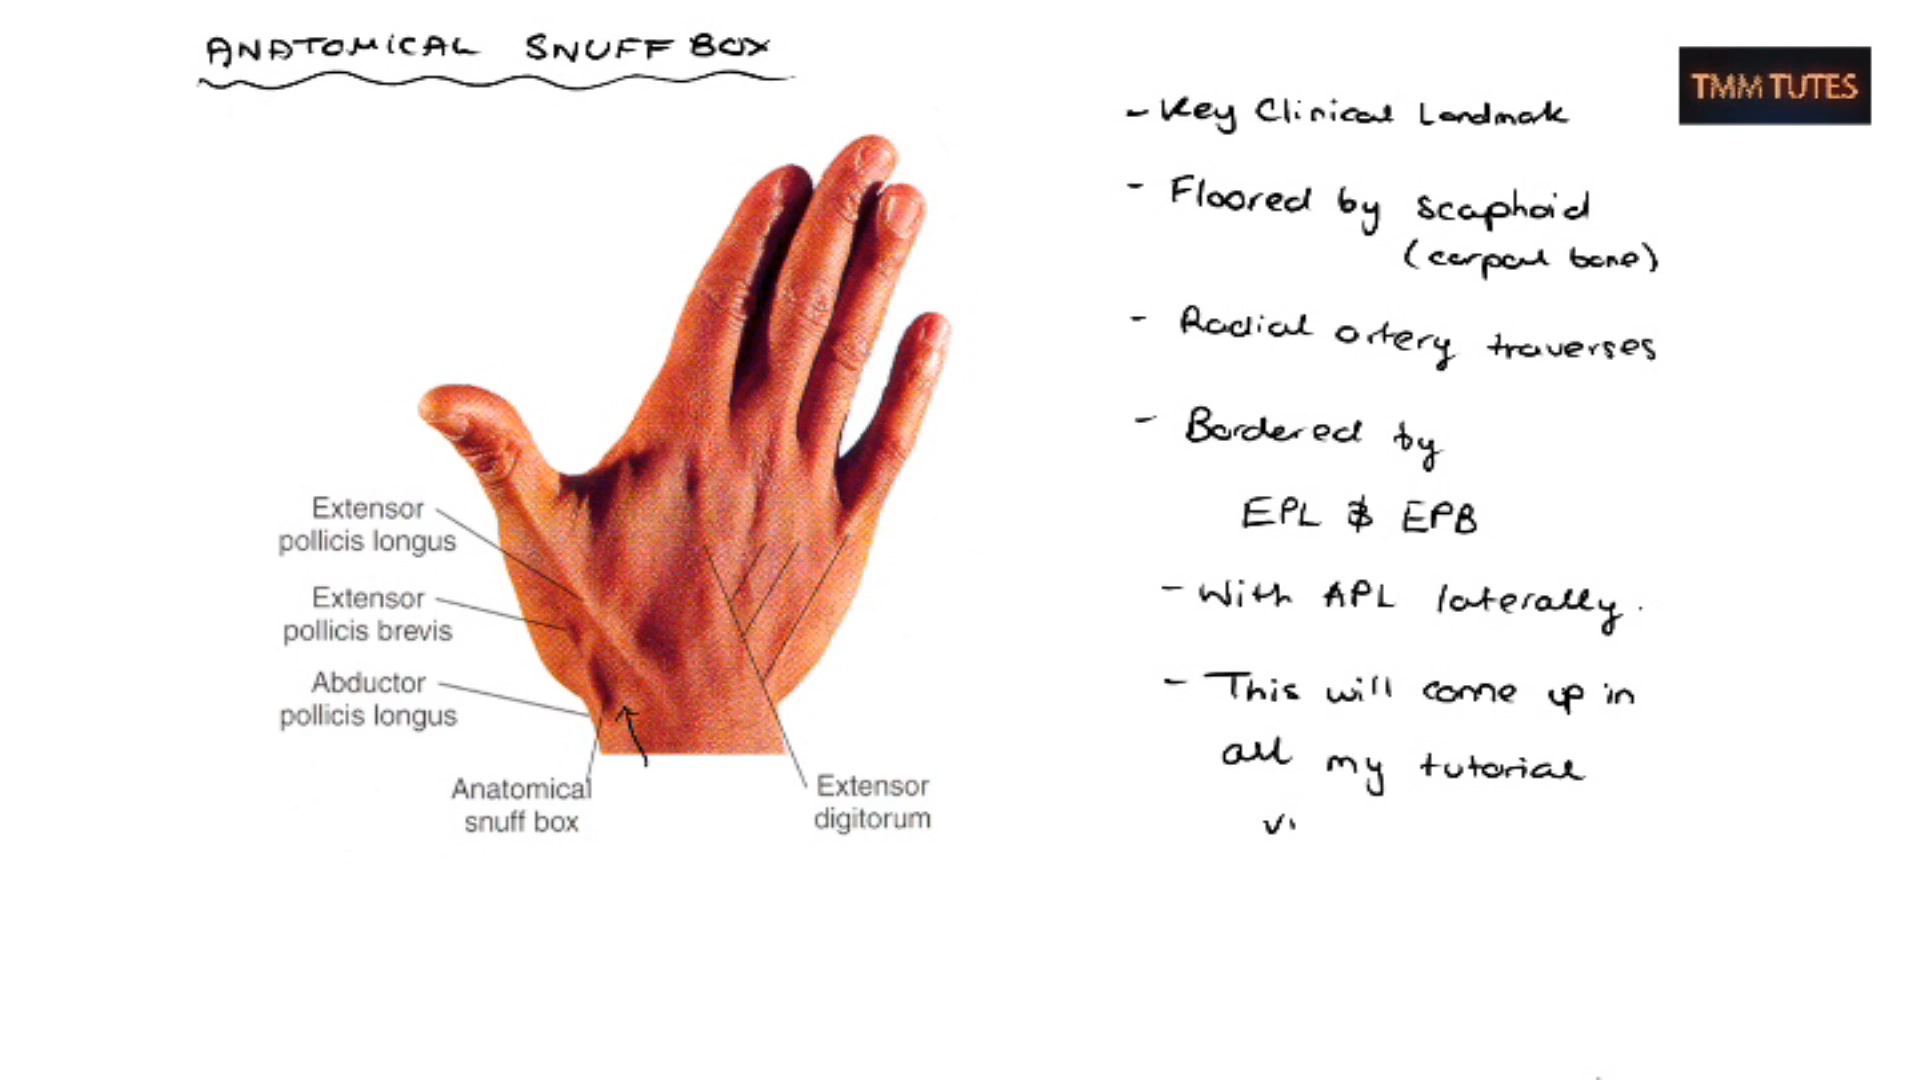 ANATOMICAL SNUFF BOX
TMM TUTES
- Key Clinical Landmark
- Floored by scaphoid
(carpal bone)
- Radial artery traverses
- Bordered by
EPL & EPB
- With APL laterally.
- This will come up in
all my tutorial
vi
Extensor
pollicis longus
Extensor
pollicis brevis
Abductor
pollicis longus
Anatomical
snuff box
Extensor
digitorum